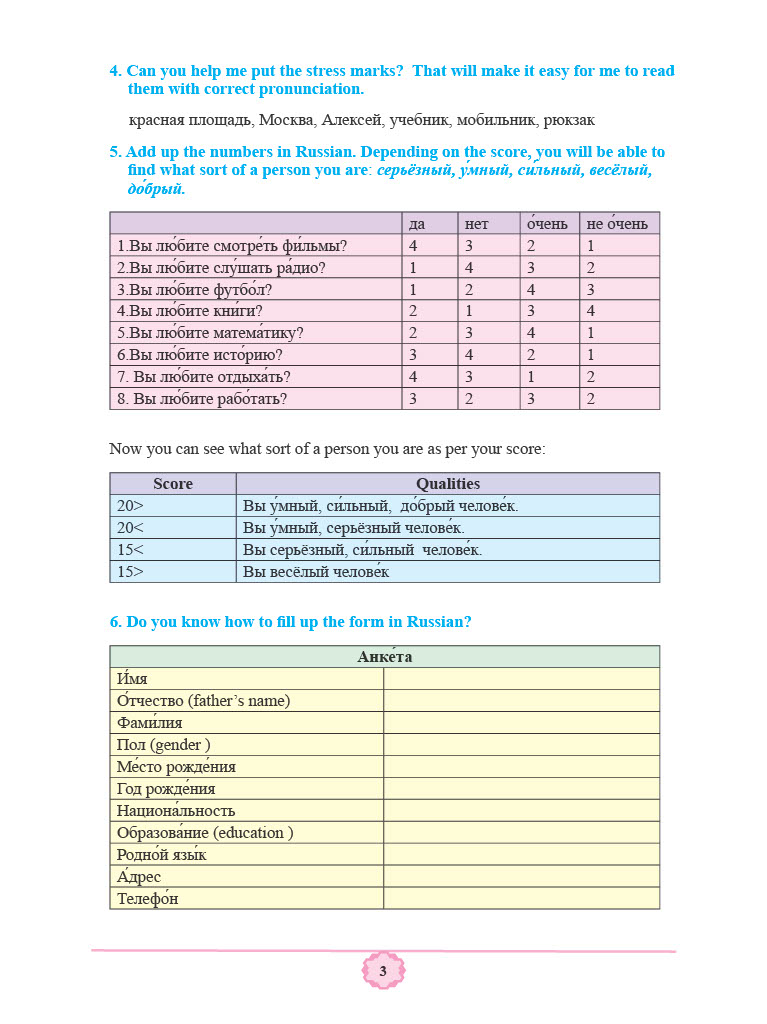 4. Can you help me put the stress marks?  That will make it easy for me to read
them with correct pronunciation.
красная площадь, Москва, Алексей, учебник, мобильник, рюкзак
5. Add up the numbers in Russian. Depending on the score, you will be able to
find what sort of a person you are: серьёзный, у́мный, си́льный, весёлый,
до́брый.
да нет о́чень не о́чень
1.Вы лю́бите смотре́ть фи́льмы? 4 3 2 1
2.Вы лю́бите слу́шать ра́дио? 1 4 3 2
3.Вы лю́бите футбо́л? 1 2 4 3
4.Вы лю́бите кни́ги? 2 1 3 4
5.Вы лю́бите матема́тику? 2 3 4 1
6.Вы лю́бите исто́рию? 3 4 2 1
7. Вы лю́бите отдыха́ть? 4 3 1 2
8. Вы лю́бите рабо́тать? 3 2 3 2
Now you can see what sort of a person you are as per your score:
Score Qualities
20> Вы у́мный, си́льный,  до́брый челове́к.
20< Вы у́мный, серьёзный челове́к.
15< Вы серьёзный, си́льный  челове́к.
15> Вы весёлый челове́к
6. Do you know how to fill up the form in Russian?
Анке́та
И́мя
О́тчество (father’s name)
Фами́лия
Пол (gender )
Ме́сто рожде́ния
Год рожде́ния
Национа́льность
Образова́ние (education )
Родно́й язы́к
А́дрес
Телефо́н
3